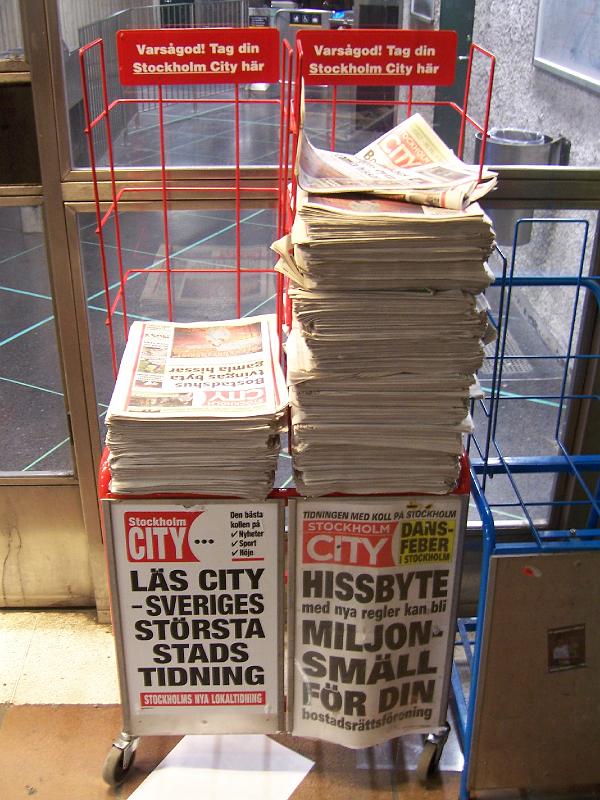 Varsågod! Tag din
Stockholm City här
Varsågod! Tag din
Stockholm City här
CITY
CITY
Bostadshus
tvingas byta
gamla hissar
Stockholm
CITY...
Den bästa
kollen på
✓ Nyheter
✓ Sport
✓ Nöje
LÄS CITY
-SVERIGES
STÖRSTA
STADS
TIDNING
STOCKHOLMS NYA LOKALTIDNING
TIDNINGEN MED KOLL PÅ STOCKHOLM
STOCKHOLM
CITY
DANS-
FEBER
I STOCKHOLM
HISSBYTE
med nya regler kan bli
MILJON-
SMÄLL
FÖR DIN
bostadsrättsförening